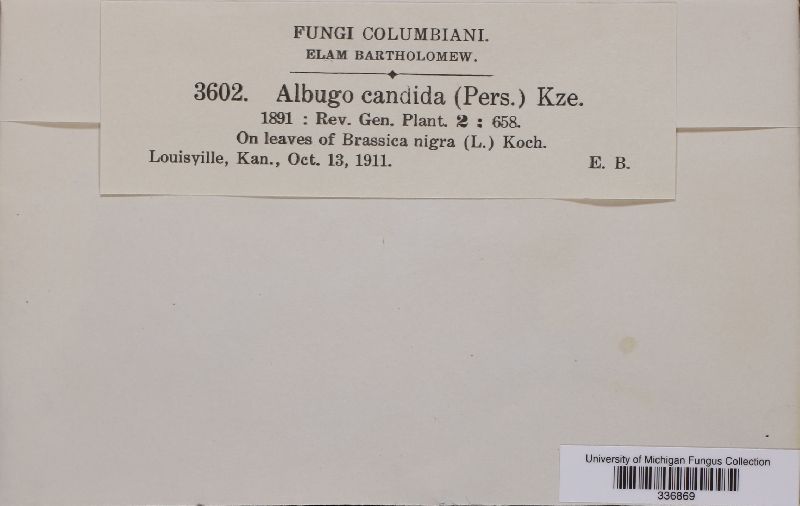 FUNGI COLUMBIANI.
ELAM BARTHOLOMEW.
3602. Albugo candida (Pers.) Kze.
1891 : Rev. Gen. Plant. 2 : 658.
On leaves of Brassica nigra (L.) Koch.
Louisville, Kan., Oct. 13, 1911. E. B.
University of Michigan Fungus Collection
336869